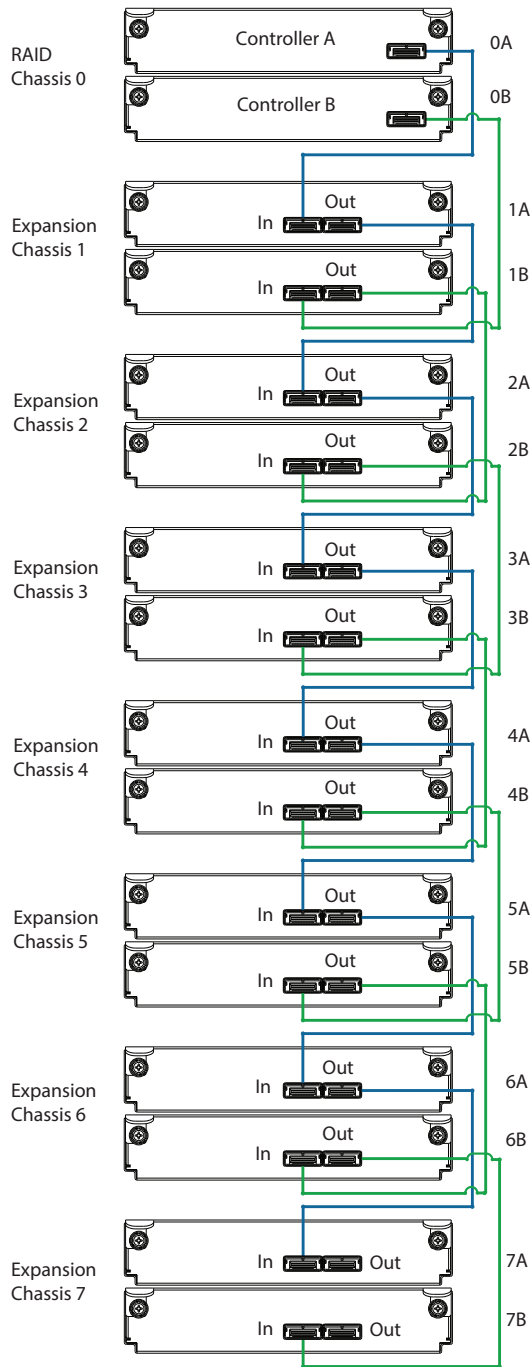 RAID
Chassis 0
Controller A
0A
Controller B
0B
Expansion
Chassis 1
Out
In
1A
Out
In
1B
Expansion
Chassis 2
Out
In
2A
Out
In
2B
Expansion
Chassis 3
Out
In
3A
Out
In
3B
Expansion
Chassis 4
Out
In
4A
Out
In
4B
Expansion
Chassis 5
Out
In
5A
Out
In
5B
Expansion
Chassis 6
Out
In
6A
Out
In
6B
Expansion
Chassis 7
In
Out
7A
In
Out
7B